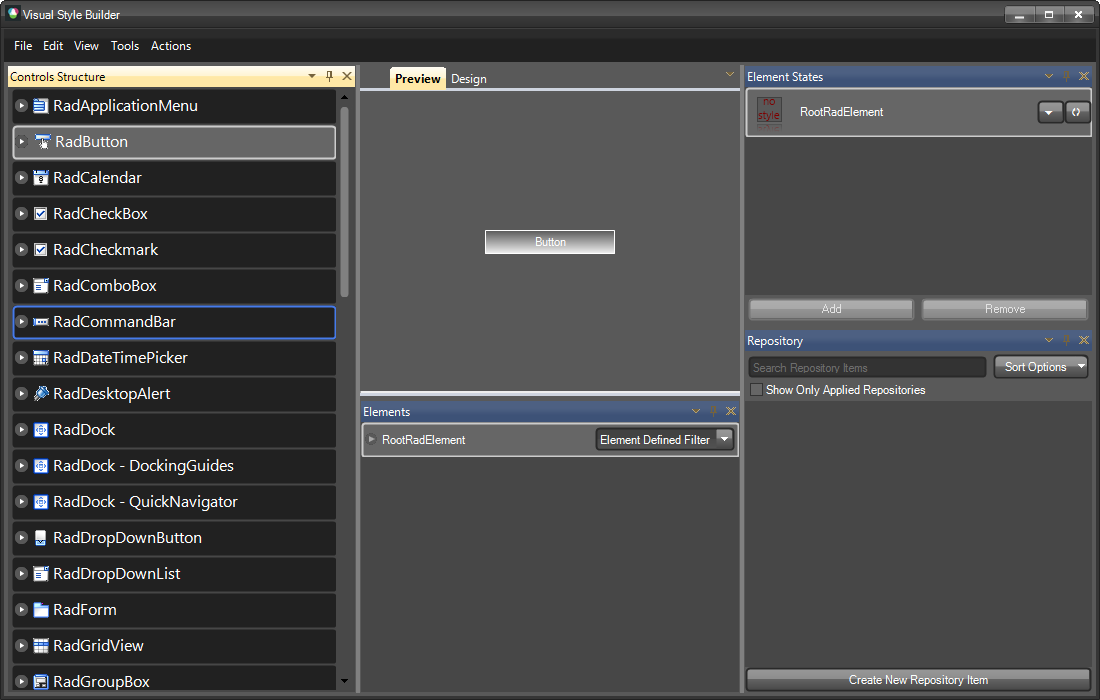 Visual Style Builder
File Edit View Tools Actions
Controls Structure
RadApplicationMenu
RadButton
RadCalendar
RadCheckBox
RadCheckmark
RadComboBox
RadCommandBar
RadDateTimePicker
RadDesktopAlert
RadDock
RadDock - DockingGuides
RadDock - QuickNavigator
RadDropDownButton
RadDropDownList
RadForm
RadGridView
RadGroupBox
Preview Design
Button
Elements
RootRadElement Element Defined Filter
Element States
no
style
RootRadElement
Add Remove
Repository
Search Repository Items Sort Options
Show Only Applied Repositories
Create New Repository Item